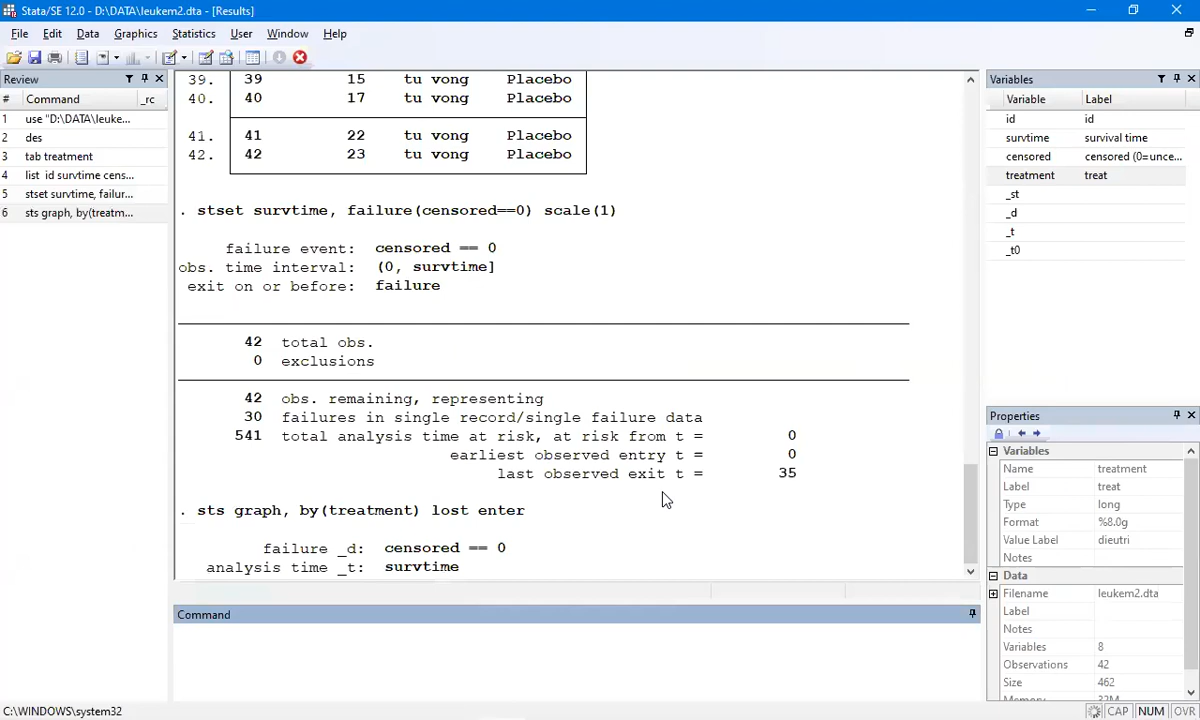 Stata/SE 12.0 - D:\DATA\leukem2.dta - [Results]
File Edit Data Graphics Statistics User Window Help
Review
# Command _rc
1 use "D:\DATA\leuke...
2 des
3 tab treatment
4 list id survtime cens...
5 stset survtime, failur...
6 sts graph, by(treatm...
39. 39 15 tu vong Placebo
40. 40 17 tu vong Placebo
41. 41 22 tu vong Placebo
42. 42 23 tu vong Placebo
. stset survtime, failure(censored==0) scale(1)
failure event: censored == 0
obs. time interval: (0, survtime]
exit on or before: failure
42 total obs.
0 exclusions
42 obs. remaining, representing
30 failures in single record/single failure data
541 total analysis time at risk, at risk from t = 0
earliest observed entry t = 0
last observed exit t = 35
. sts graph, by(treatment) lost enter
failure _d: censored == 0
analysis time _t: survtime
Command
Variables
Variable Label
id id
survtime survival time
censored censored (0=unce...
treatment treat
_st
_d
_t
_t0
Properties
Variables
Name treatment
Label treat
Type long
Format %8.0g
Value Label dieutri
Notes
Data
Filename leukem2.dta
Label
Notes
Variables 8
Observations 42
Size 462
Memory 32M
C:\WINDOWS\system32
CAP NUM OVR